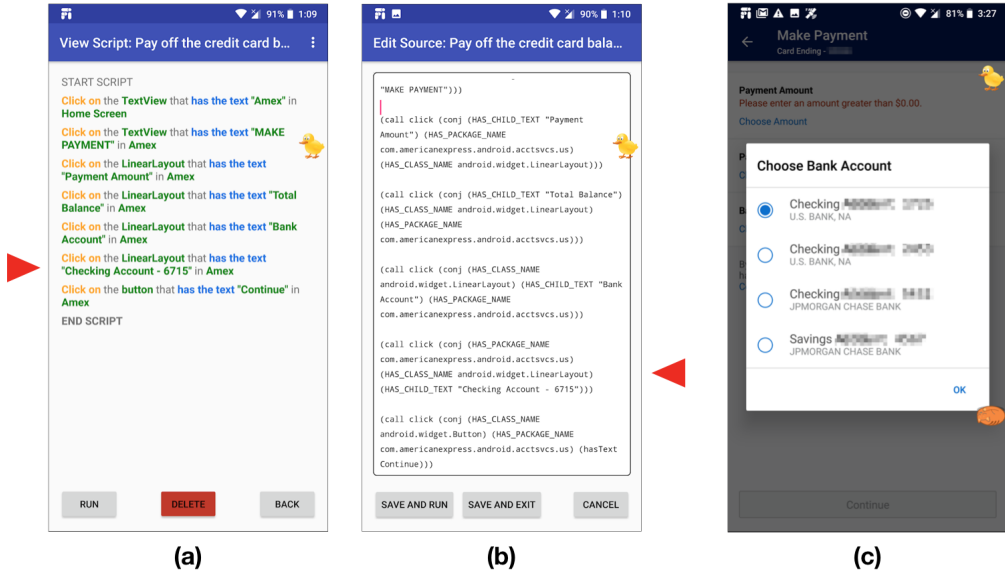 91% 1:09
View Script: Pay off the credit card b...
START SCRIPT
Click on the TextView that has the text "Amex" in
Home Screen
Click on the TextView that has the text "MAKE
PAYMENT" in Amex
Click on the LinearLayout that has the text
"Payment Amount" in Amex
Click on the LinearLayout that has the text "Total
Balance" in Amex
Click on the LinearLayout that has the text "Bank
Account" in Amex
Click on the LinearLayout that has the text
"Checking Account - 6715" in Amex
Click on the button that has the text "Continue" in
Amex
END SCRIPT
RUN
DELETE
BACK
(a)
90% 1:10
Edit Source: Pay off the credit card bala...
"MAKE PAYMENT")))
(call click (conj (HAS_CHILD_TEXT "Payment
Amount") (HAS_PACKAGE_NAME
com.americanexpress.android.acctsvcs.us)
(HAS_CLASS_NAME android.widget.LinearLayout)))
(call click (conj (HAS_CHILD_TEXT "Total Balance")
(HAS_CLASS_NAME android.widget.LinearLayout)
(HAS_PACKAGE_NAME
com.americanexpress.android.acctsvcs.us)))
(call click (conj (HAS_CLASS_NAME
android.widget.LinearLayout) (HAS_CHILD_TEXT "Bank
Account") (HAS_PACKAGE_NAME
com.americanexpress.android.acctsvcs.us)))
(call click (conj (HAS_PACKAGE_NAME
com.americanexpress.android.acctsvcs.us)
(HAS_CLASS_NAME android.widget.LinearLayout)
(HAS_CHILD_TEXT "Checking Account - 6715")))
(call click (conj (HAS_CLASS_NAME
android.widget.Button) (HAS_PACKAGE_NAME
com.americanexpress.android.acctsvcs.us) (hasText
Continue)))
SAVE AND RUN
SAVE AND EXIT
CANCEL
(b)
81% 3:27
Make Payment
Card Ending -
Payment Amount
Please enter an amount greater than $0.00.
Choose Amount
Choose Bank Account
Checking
U.S. BANK, NA
Checking
U.S. BANK, NA
Checking
JPMORGAN CHASE BANK
Savings
JPMORGAN CHASE BANK
OK
Continue
(c)